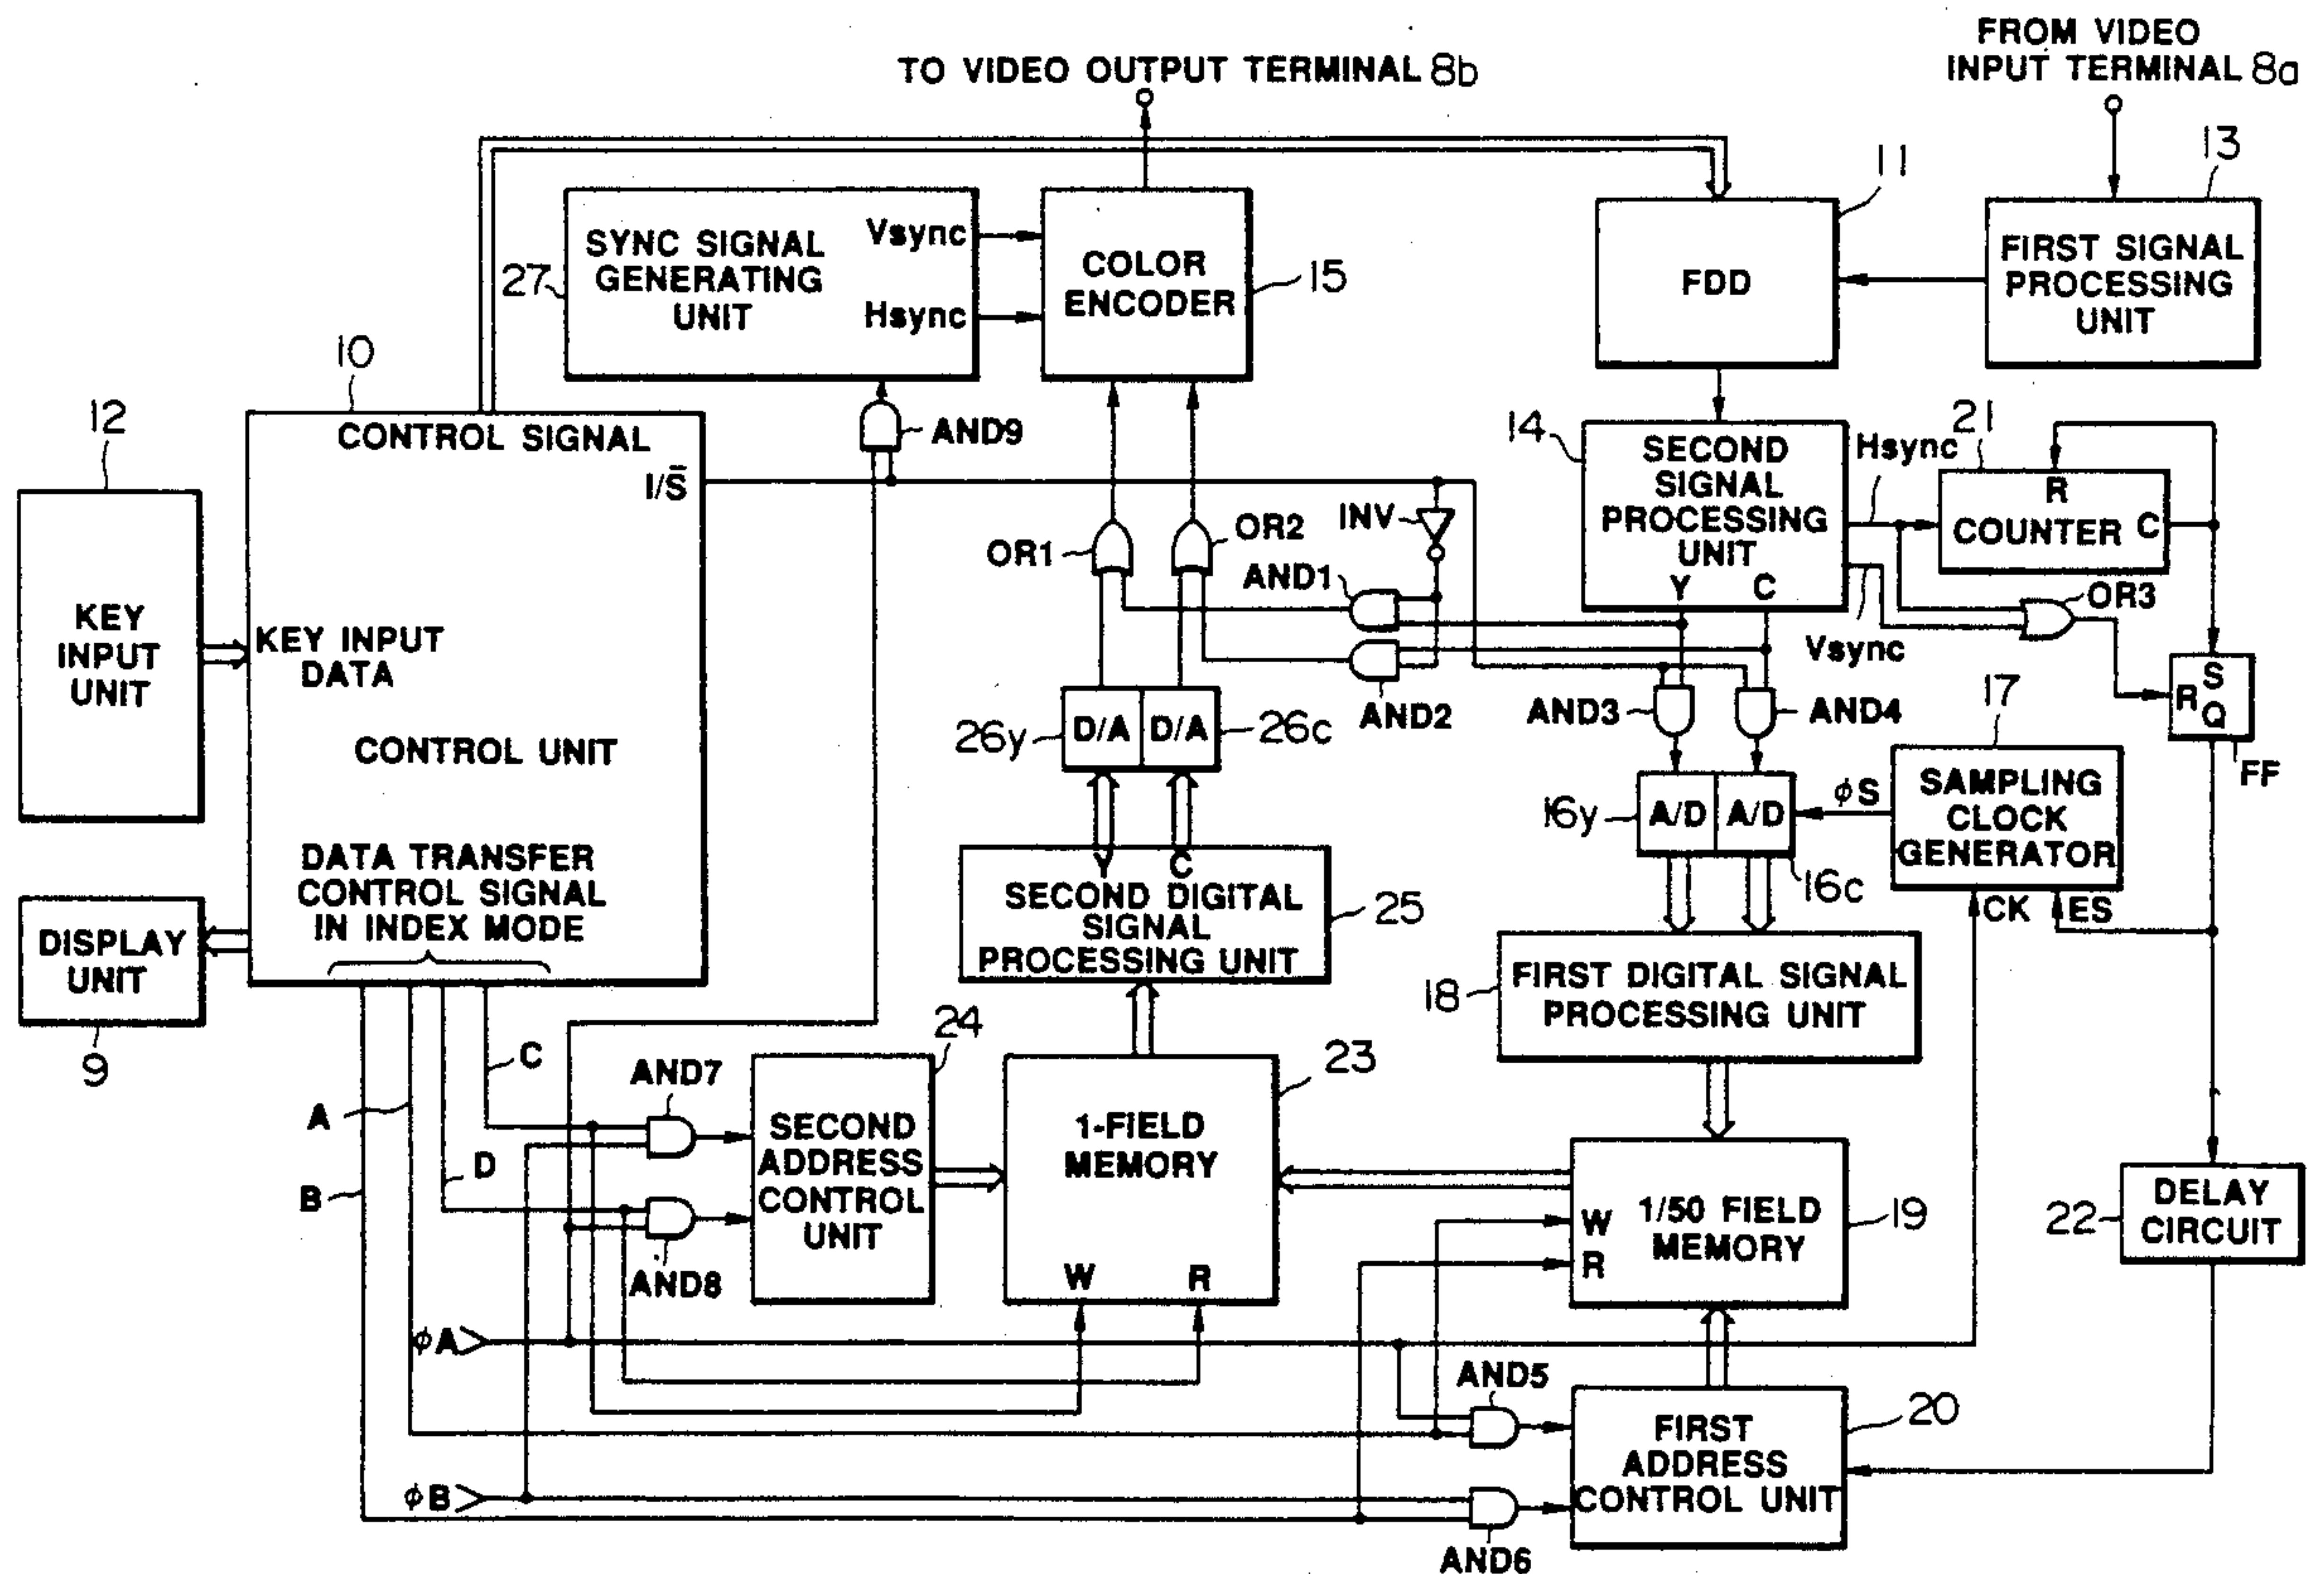 FROM VIDEO
INPUT TERMINAL 8a
TO VIDEO OUTPUT TERMINAL 8b
13
FIRST SIGNAL
PROCESSING
UNIT
11
FDD
27
SYNC SIGNAL
GENERATING
UNIT
Vsync
Hsync
COLOR
ENCODER
15
10
CONTROL SIGNAL
I/S̄
KEY INPUT
DATA
CONTROL UNIT
DATA TRANSFER
CONTROL SIGNAL
IN INDEX MODE
12
KEY
INPUT
UNIT
DISPLAY
UNIT
9
AND9
14
SECOND
SIGNAL
PROCESSING
UNIT
Y
C
Hsync
Vsync
21
R
COUNTER
C
OR3
S
R
Q
FF
OR1
OR2
INV
AND1
AND2
AND3
AND4
26y
D/A
D/A
26c
16y
A/D
A/D
16c
φS
17
SAMPLING
CLOCK
GENERATOR
CK
ES
Y
C
SECOND DIGITAL
SIGNAL
PROCESSING UNIT
25
18
FIRST DIGITAL SIGNAL
PROCESSING UNIT
A
B
C
D
AND7
AND8
24
SECOND
ADDRESS
CONTROL
UNIT
23
1-FIELD
MEMORY
W
R
19
1/50 FIELD
MEMORY
W
R
22
DELAY
CIRCUIT
φA
φB
AND5
AND6
20
FIRST
ADDRESS
CONTROL UNIT